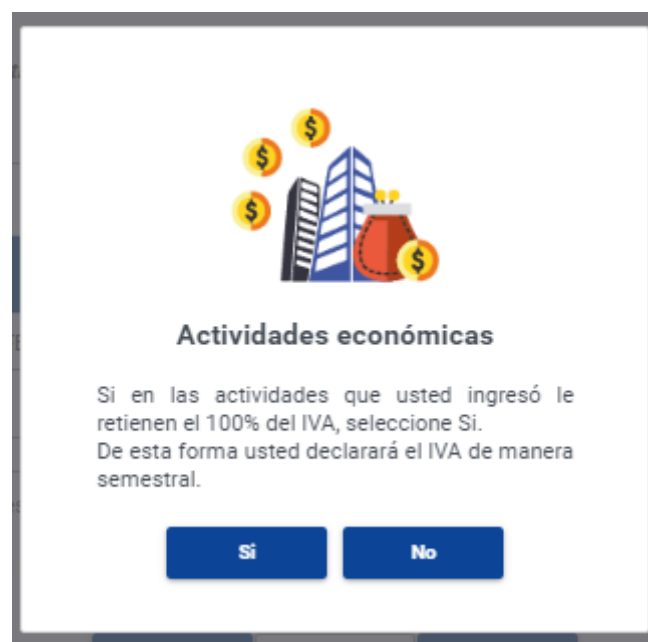 Actividades económicas
Si en las actividades que usted ingresó le
retienen el 100% del IVA, seleccione Si.
De esta forma usted declarará el IVA de manera
semestral.
Si
No